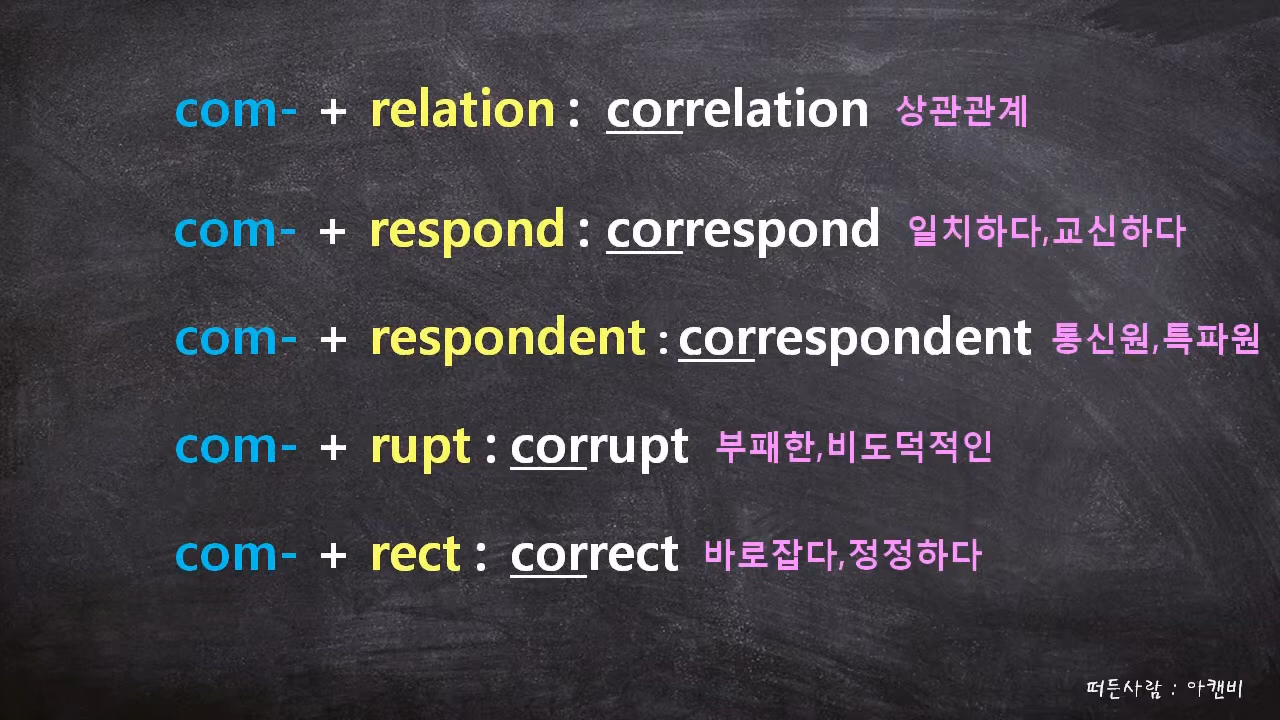 com- + relation : correlation 상관관계
com- + respond : correspond 일치하다,교신하다
com- + respondent : correspondent 통신원,특파원
com- + rupt : corrupt 부패한,비도덕적인
com- + rect : correct 바로잡다,정정하다
떠든사람 : 아캔비